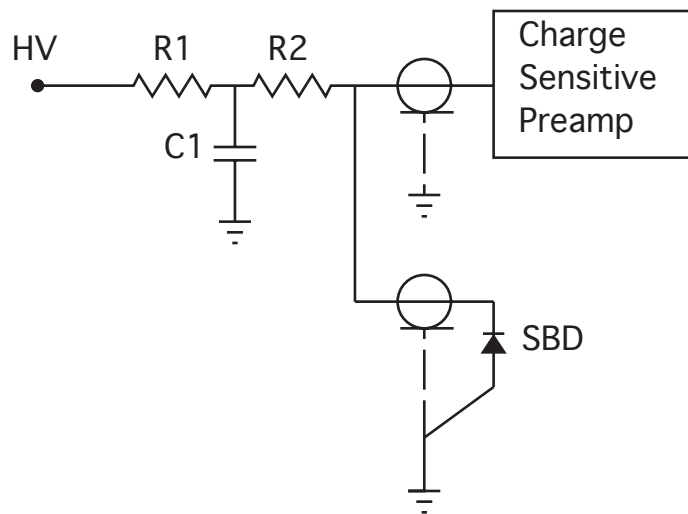 HV
R1
R2
C1
Charge
Sensitive
Preamp
SBD